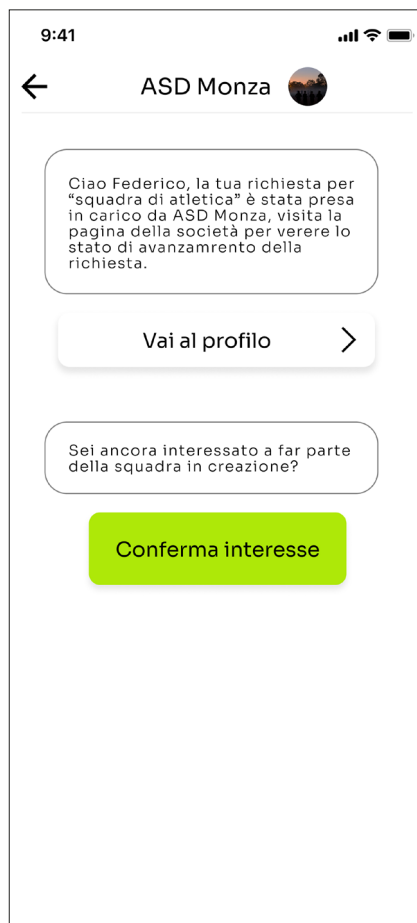 9:41
ASD Monza
Ciao Federico, la tua richiesta per
“squadra di atletica” è stata presa
in carico da ASD Monza, visita la
pagina della società per verere lo
stato di avanzamrento della
richiesta.
Vai al profilo
Sei ancora interessato a far parte
della squadra in creazione?
Conferma interesse